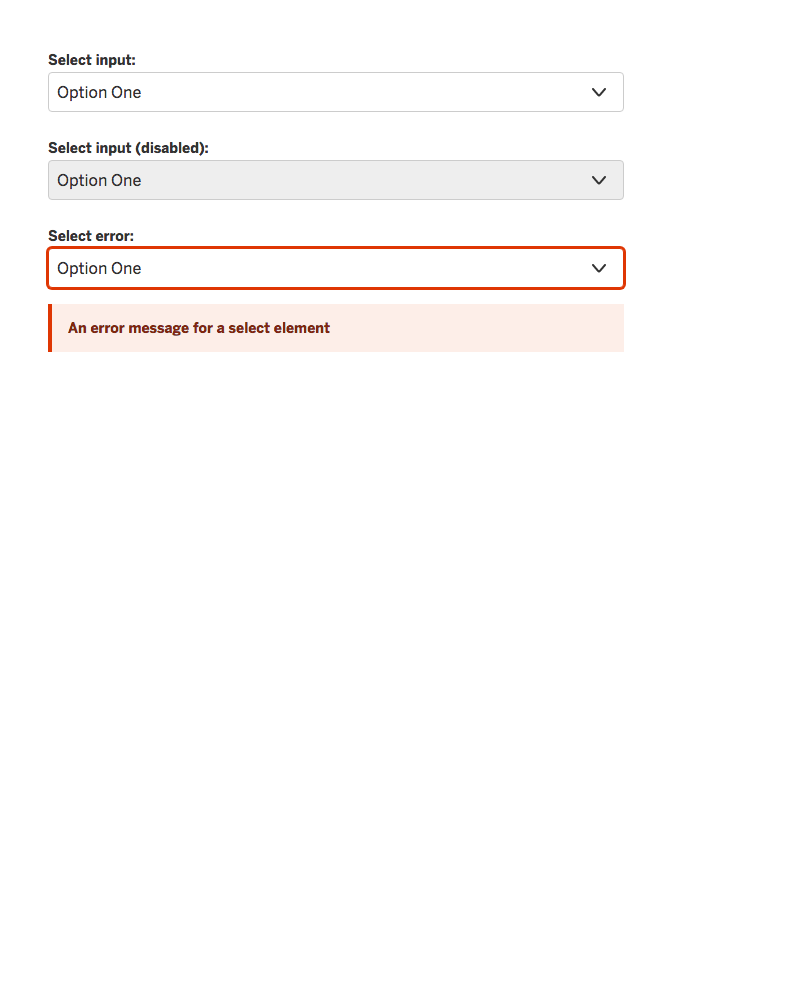 Select input:
Option One
Select input (disabled):
Option One
Select error:
Option One
An error message for a select element